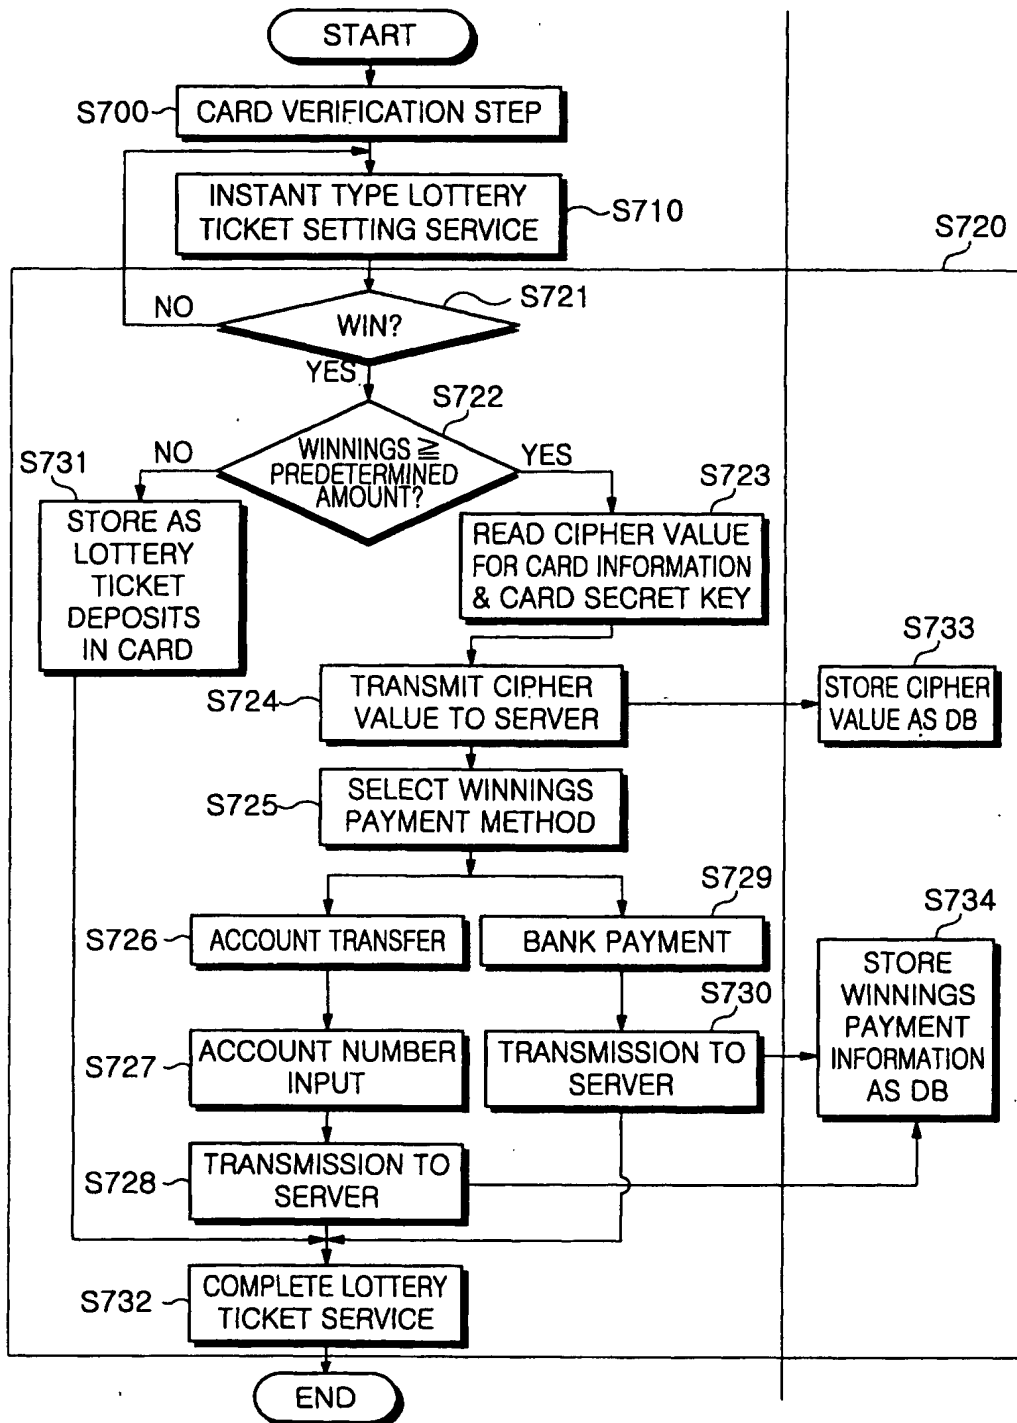 START
S700
CARD VERIFICATION STEP
INSTANT TYPE LOTTERY
TICKET SETTING SERVICE
S710
S720
S721
NO
WIN?
YES
S722
NO
WINNINGS ≧
PREDETERMINED
AMOUNT?
YES
S731
S723
STORE AS
LOTTERY
TICKET
DEPOSITS
IN CARD
READ CIPHER VALUE
FOR CARD INFORMATION
& CARD SECRET KEY
S733
S724
TRANSMIT CIPHER
VALUE TO SERVER
STORE CIPHER
VALUE AS DB
S725
SELECT WINNINGS
PAYMENT METHOD
S729
S734
S726
ACCOUNT TRANSFER
BANK PAYMENT
STORE
WINNINGS
PAYMENT
INFORMATION
AS DB
S730
S727
ACCOUNT NUMBER
INPUT
TRANSMISSION TO
SERVER
S728
TRANSMISSION TO
SERVER
S732
COMPLETE LOTTERY
TICKET SERVICE
END